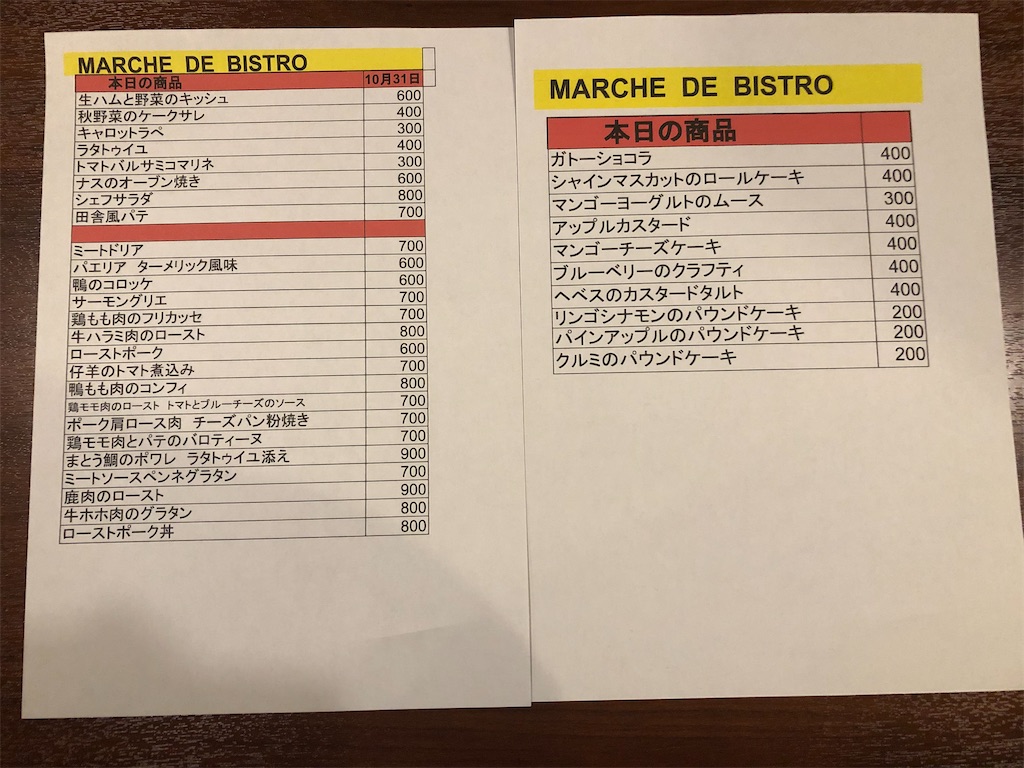 MARCHE DE BISTRO
本日の商品 10月31日
生ハムと野菜のキッシュ 600
秋野菜のケークサレ 400
キャロットラペ 300
ラタトゥイユ 400
トマトバルサミコマリネ 300
ナスのオーブン焼き 600
シェフサラダ 800
田舎風パテ 700
ミートドリア 700
パエリア ターメリック風味 600
鴨のコロッケ 600
サーモングリエ 700
鶏もも肉のフリカッセ 700
牛ハラミ肉のロースト 800
ローストポーク 600
仔羊のトマト煮込み 700
鴨もも肉のコンフィ 800
鶏モモ肉のロースト トマトとブルーチーズのソース 700
ポーク肩ロース肉 チーズパン粉焼き 700
鶏モモ肉とパテのバロティーヌ 700
まとう鯛のポワレ ラタトゥイユ添え 900
ミートソースペンネグラタン 700
鹿肉のロースト 900
牛ホホ肉のグラタン 800
ローストポーク丼 800
MARCHE DE BISTRO
本日の商品
ガトーショコラ 400
シャインマスカットのロールケーキ 400
マンゴーヨーグルトのムース 300
アップルカスタード 400
マンゴーチーズケーキ 400
ブルーベリーのクラフティ 400
ヘベスのカスタードタルト 400
リンゴシナモンのパウンドケーキ 200
パインアップルのパウンドケーキ 200
クルミのパウンドケーキ 200